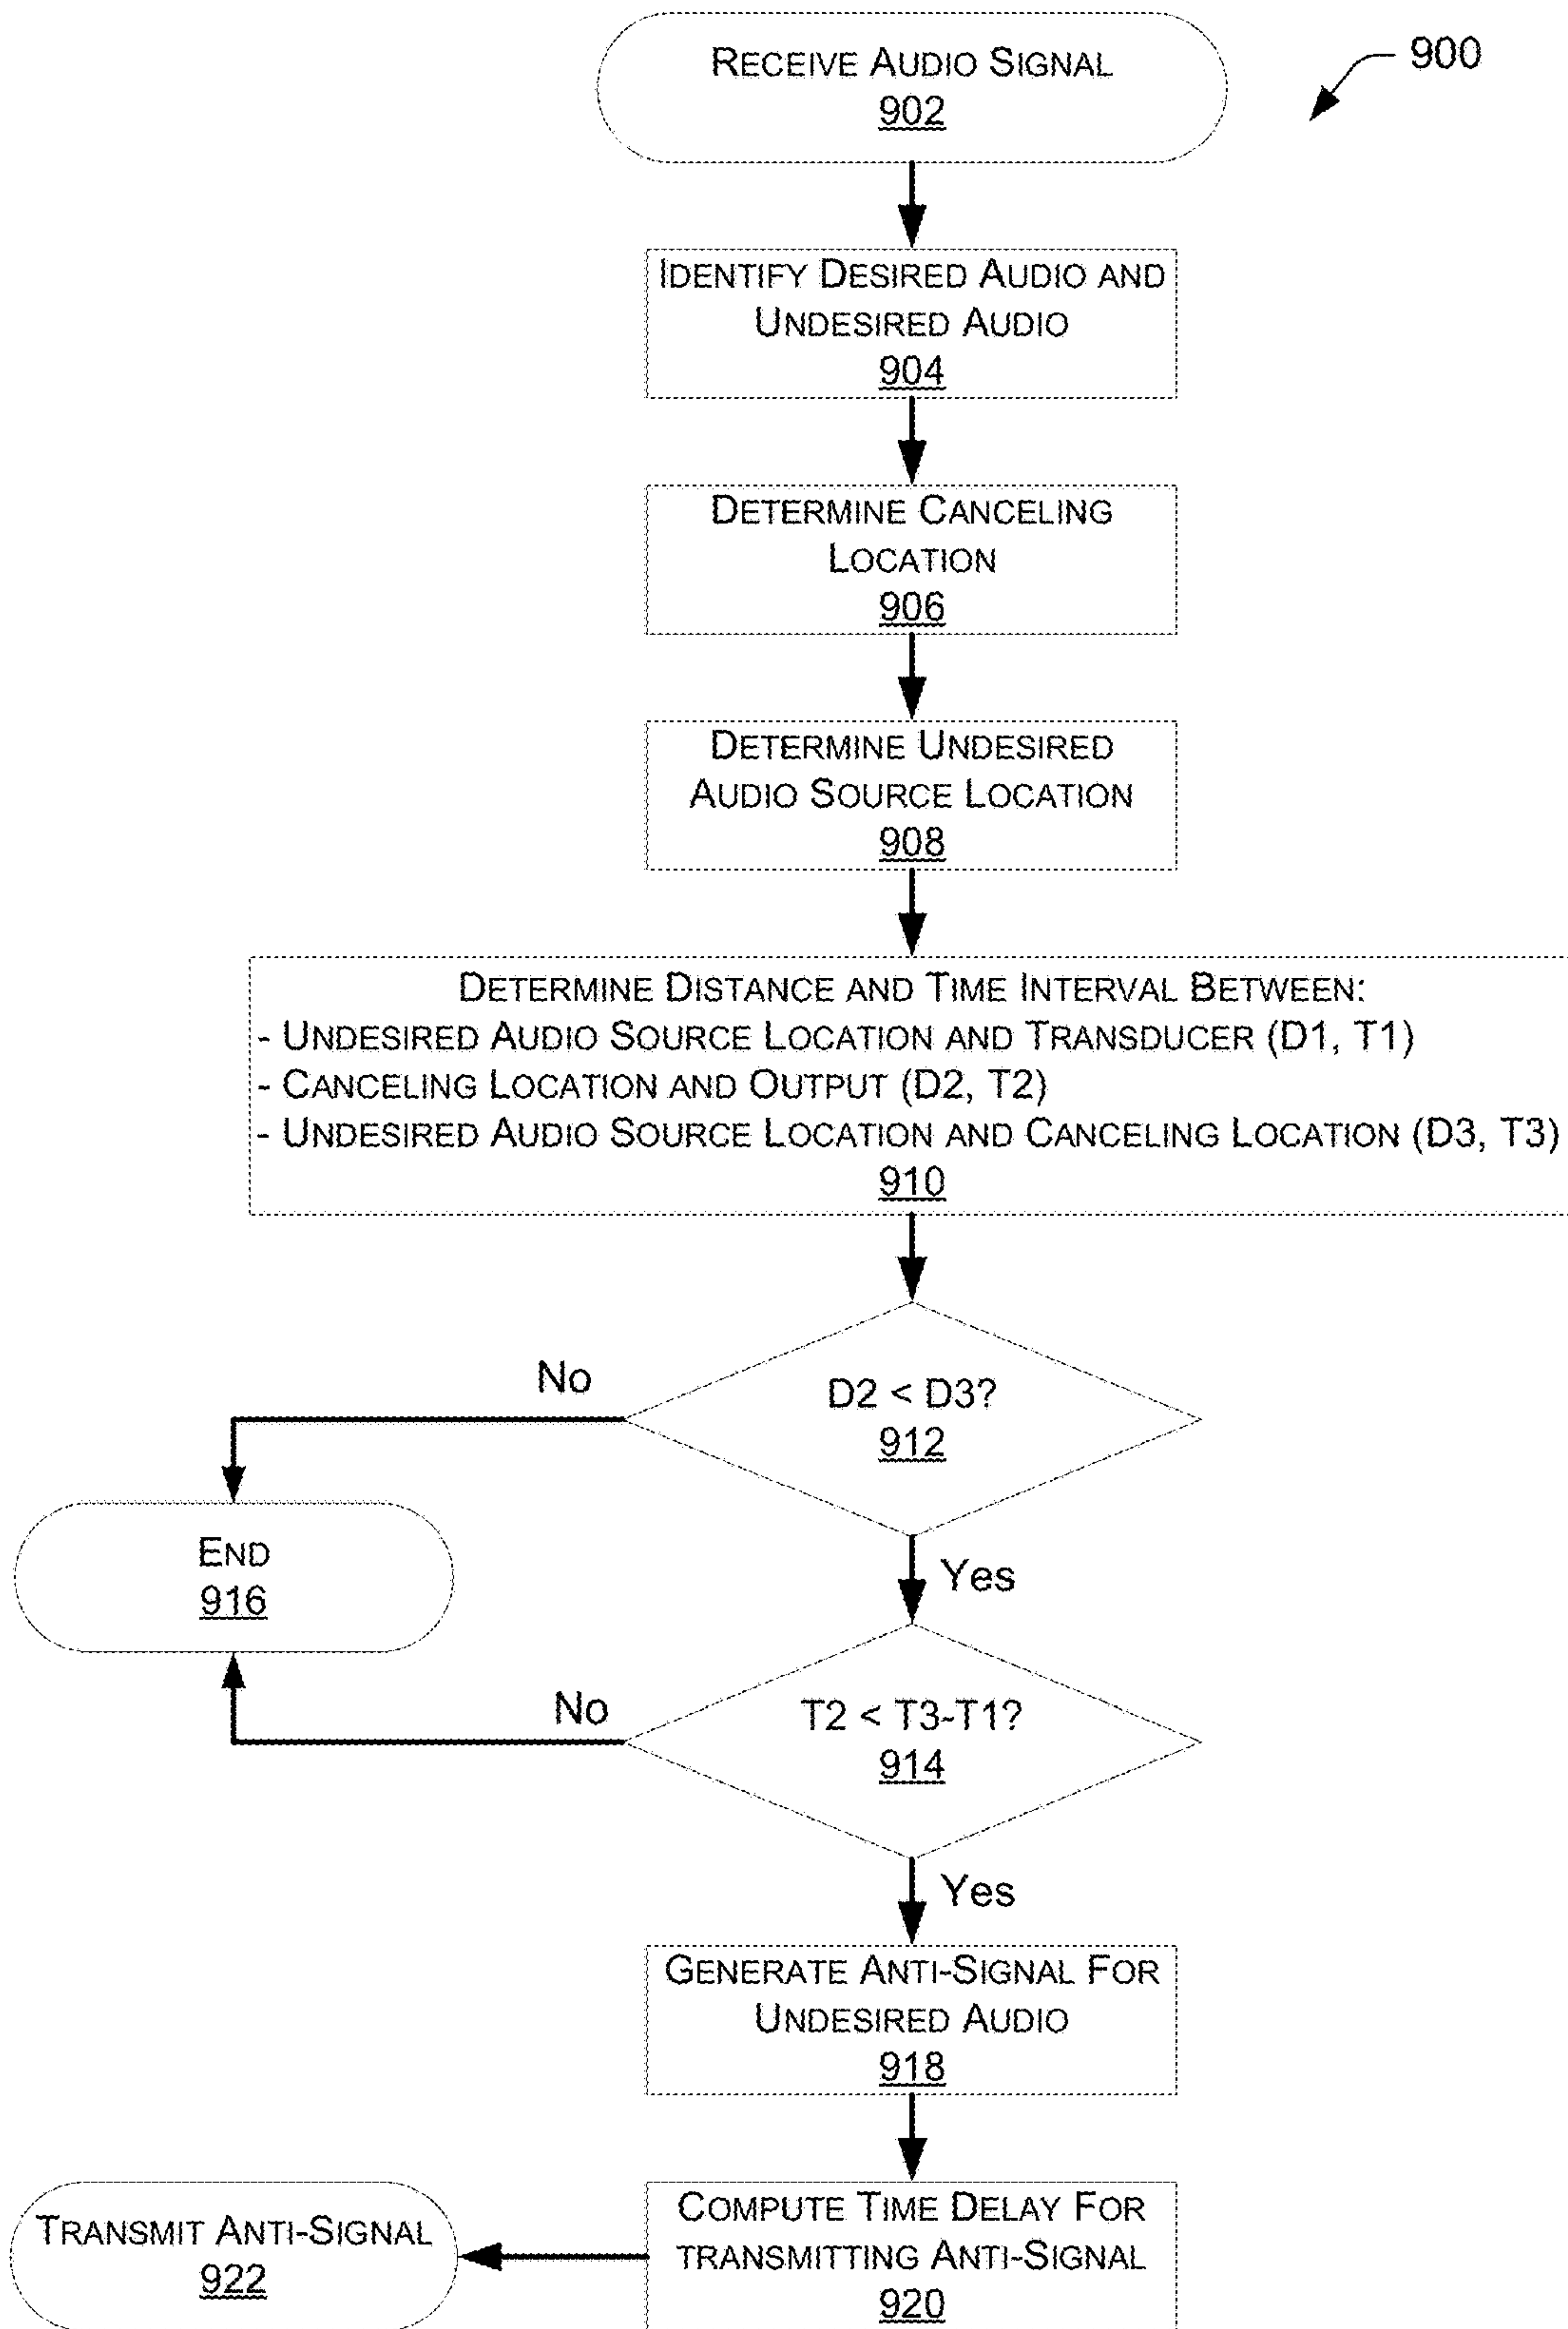 RECEIVE AUDIO SIGNAL
902
900
IDENTIFY DESIRED AUDIO AND
UNDESIRED AUDIO
904
DETERMINE CANCELING
LOCATION
906
DETERMINE UNDESIRED
AUDIO SOURCE LOCATION
908
DETERMINE DISTANCE AND TIME INTERVAL BETWEEN:
- UNDESIRED AUDIO SOURCE LOCATION AND TRANSDUCER (D1, T1)
- CANCELING LOCATION AND OUTPUT (D2, T2)
- UNDESIRED AUDIO SOURCE LOCATION AND CANCELING LOCATION (D3, T3)
910
No
D2 < D3?
912
END
916
Yes
No
T2 < T3-T1?
914
Yes
GENERATE ANTI-SIGNAL FOR
UNDESIRED AUDIO
918
COMPUTE TIME DELAY FOR
TRANSMITTING ANTI-SIGNAL
920
TRANSMIT ANTI-SIGNAL
922